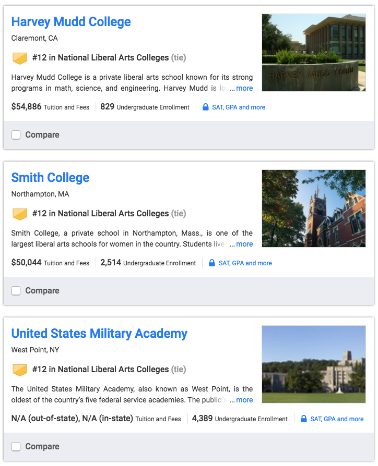 Harvey Mudd College
Claremont, CA
#12 in National Liberal Arts Colleges (tie)
Harvey Mudd College is a private liberal arts school known for its strong
programs in math, science, and engineering. Harvey Mudd is ... more
$54,886 Tuition and Fees 829 Undergraduate Enrollment SAT, GPA and more
Compare
Smith College
Northampton, MA
#12 in National Liberal Arts Colleges (tie)
Smith College, a private school in Northampton, Mass., is one of the
largest liberal arts schools for women in the country. Students live ... more
$50,044 Tuition and Fees 2,514 Undergraduate Enrollment SAT, GPA and more
Compare
United States Military Academy
West Point, NY
#12 in National Liberal Arts Colleges (tie)
The United States Military Academy, also known as West Point, is the
oldest of the country's five federal service academies. The public ... more
N/A (out-of-state), N/A (in-state) Tuition and Fees 4,389 Undergraduate Enrollment SAT, GPA and more
Compare